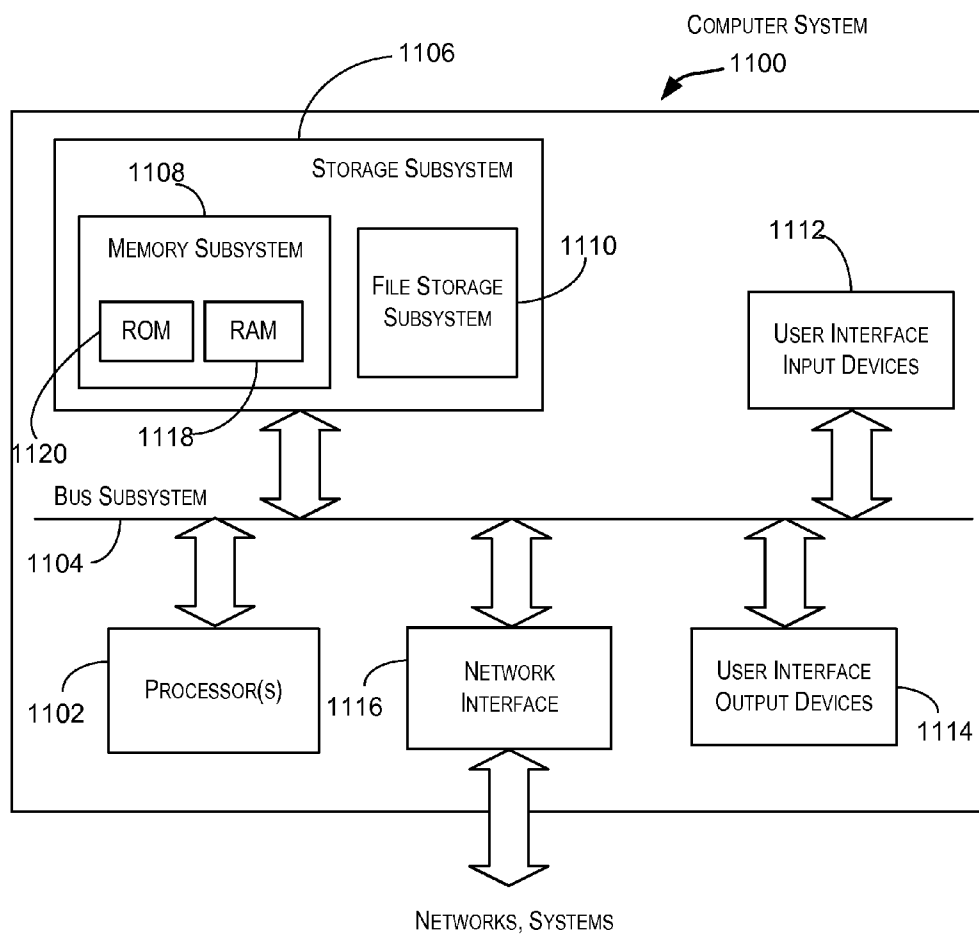 COMPUTER SYSTEM
1100
1106
STORAGE SUBSYSTEM
1108
MEMORY SUBSYSTEM
ROM
RAM
1110
FILE STORAGE
SUBSYSTEM
1112
USER INTERFACE
INPUT DEVICES
1120
1118
BUS SUBSYSTEM
1104
PROCESSOR(S)
1102
NETWORK
INTERFACE
1116
USER INTERFACE
OUTPUT DEVICES
1114
NETWORKS, SYSTEMS